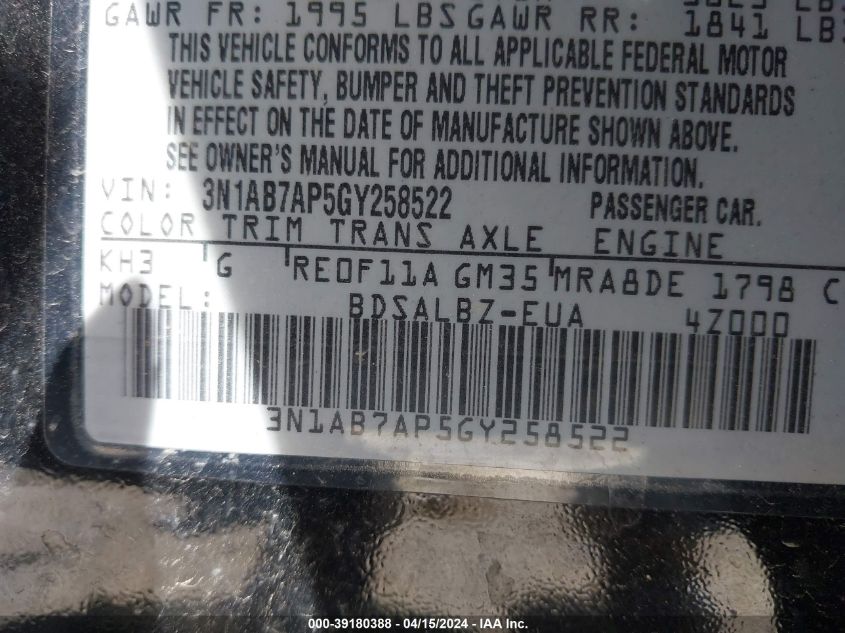 GAWR FR: 1995 LBS GAWR RR: 1841
THIS VEHICLE CONFORMS TO ALL APPLICABLE FEDERAL MOTOR
VEHICLE SAFETY, BUMPER AND THEFT PREVENTION STANDARDS
IN EFFECT ON THE DATE OF MANUFACTURE SHOWN ABOVE.
SEE OWNER'S MANUAL FOR ADDITIONAL INFORMATION.
VIN: 3N1AB7AP5GY258522 PASSENGER CAR.
COLOR TRIM TRANS AXLE ENGINE
KH3 G RE0F11A GM35 MRA8DE 1798 C
MODEL: BDSALBZ-EUA 4Z000
3N1AB7AP5GY258522
000-39180388 - 04/15/2024 - IAA Inc.